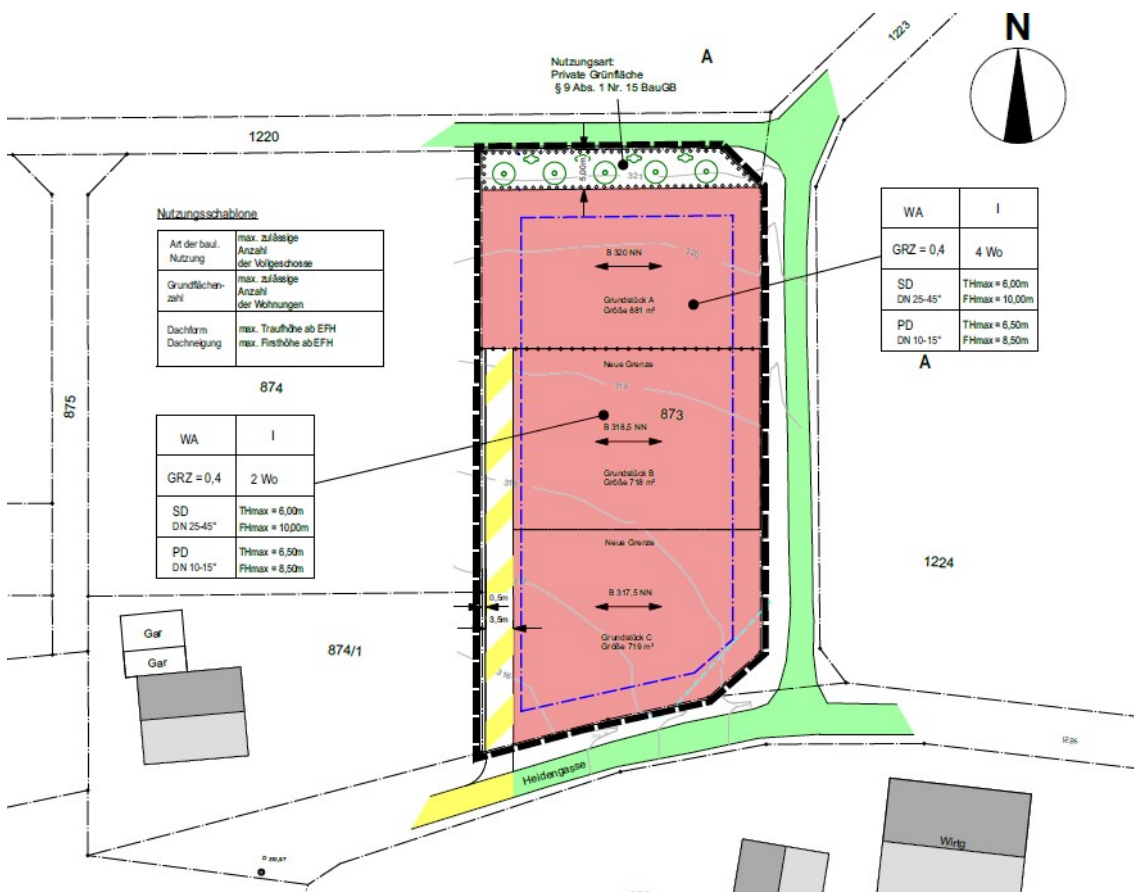 1223
N
A
Nutzungsart:
Private Grünfläche
§ 9 Abs. 1 Nr. 15 BauGB
1220
5,00m
321
Nutzungsschablone
Art der baul.
Nutzung
max. zulässige
Anzahl
der Vollgeschosse
Grundflächen-
zahl
max. zulässige
Anzahl
der Wohnungen
Dachform
Dachneigung
max. Traufhöhe ab EFH
max. Firsthöhe ab EFH
WA
I
GRZ = 0,4
4 Wo
SD
DN 25-45°
THmax = 6,00m
FHmax = 10,00m
PD
DN 10-15°
THmax = 6,50m
FHmax = 8,50m
A
B 320 NN
320
Grundstück A
Größe 881 m²
Neue Grenze
319
873
B 318,5 NN
Grundstück B
Größe 718 m²
Neue Grenze
B 317,5 NN
Grundstück C
Größe 719 m²
874
875
WA
I
GRZ = 0,4
2 Wo
SD
DN 25-45°
THmax = 6,00m
FHmax = 10,00m
PD
DN 10-15°
THmax = 6,50m
FHmax = 8,50m
0,5m
3,5m
316
1224
Gar
Gar
874/1
Heidengasse
1226
Wirtg